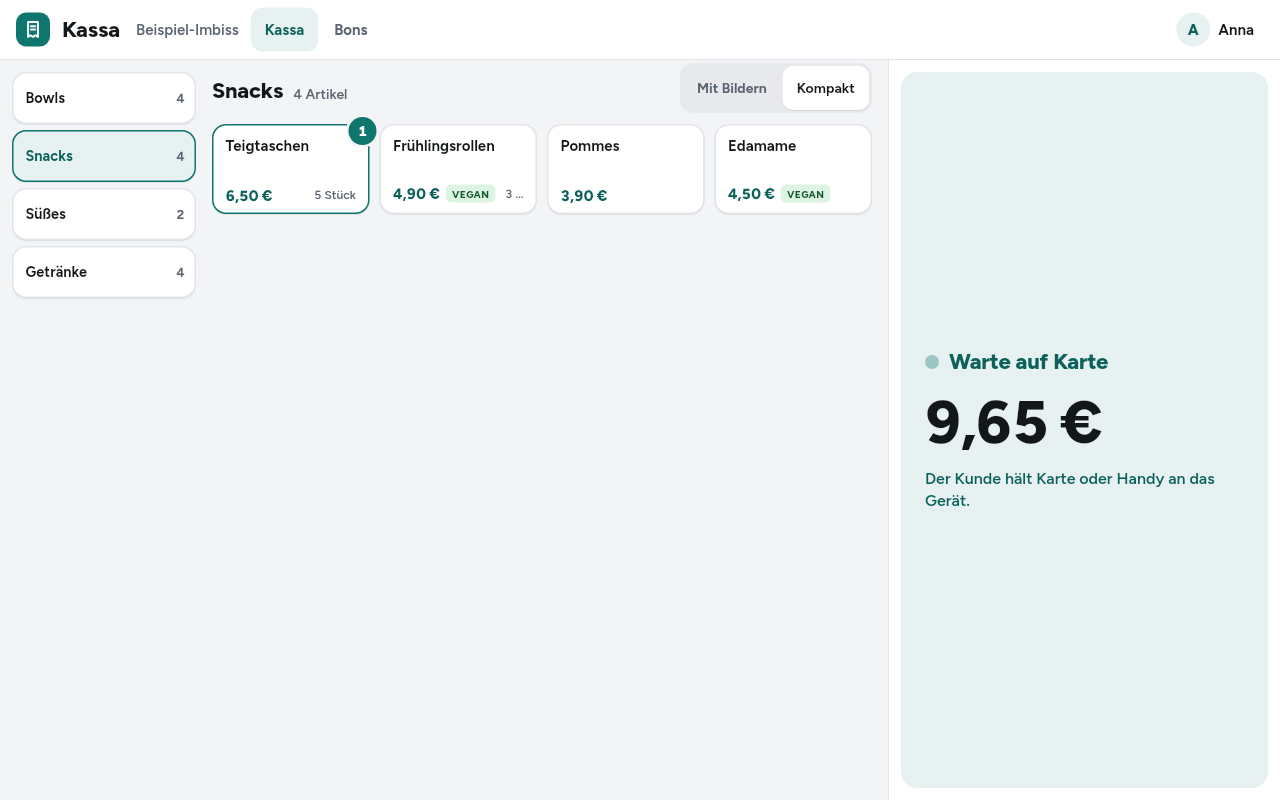 Kassa Beispiel-Imbiss Kassa Bons A Anna
Bowls 4
Snacks 4
Süßes 2
Getränke 4
Snacks 4 Artikel
Mit Bildern Kompakt
Teigtaschen 1
6,50 € 5 Stück
Frühlingsrollen
4,90 € VEGAN 3 ...
Pommes
3,90 €
Edamame
4,50 € VEGAN
Warte auf Karte
9,65 €
Der Kunde hält Karte oder Handy an das
Gerät.